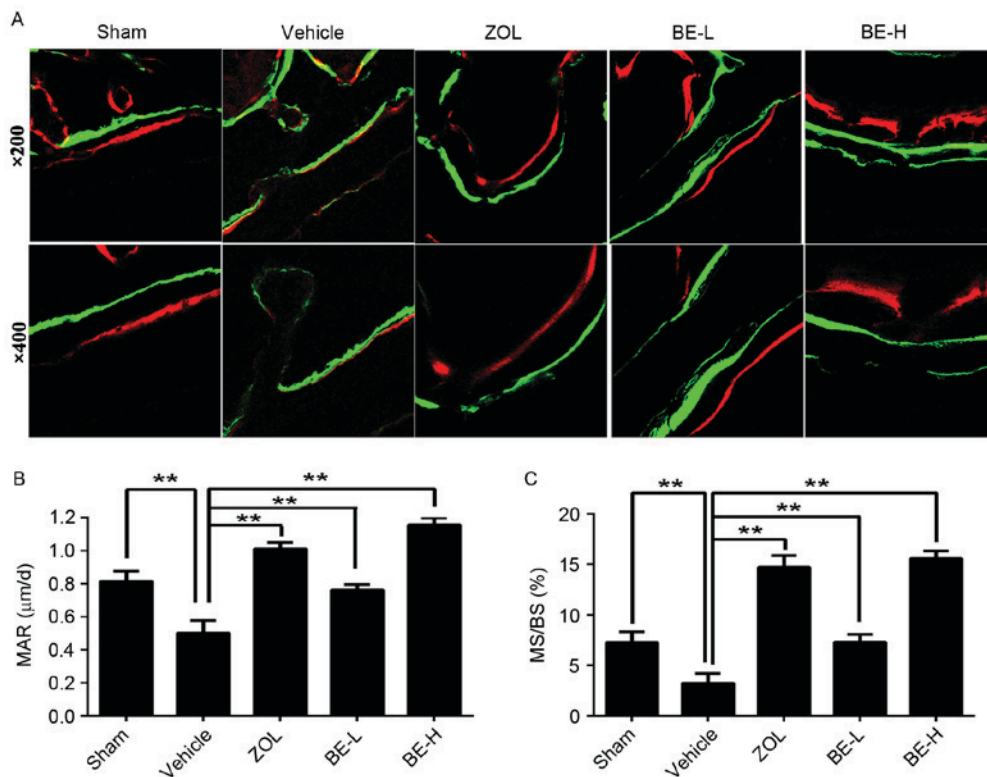 A
Sham Vehicle ZOL BE-L BE-H
×200
×400
B
** ** ** **
MAR (μm/d)
1.2
1.0
0.8
0.6
0.4
0.2
0.0
Sham Vehicle ZOL BE-L BE-H
C
** ** ** **
MS/BS (%)
20
15
10
5
0
Sham Vehicle ZOL BE-L BE-H